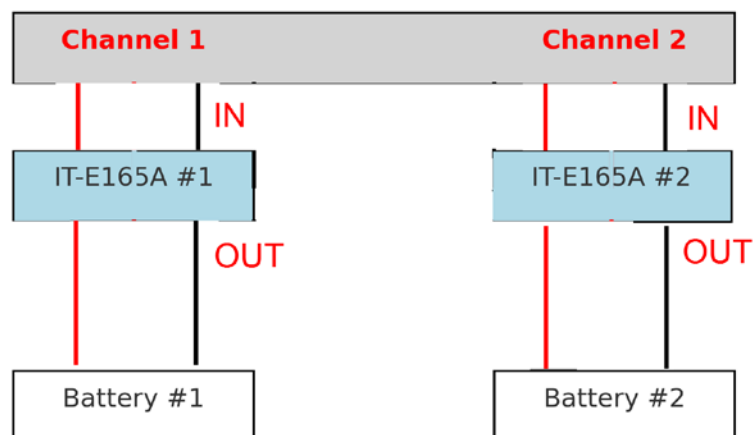 Channel 1
Channel 2
IN
IN
IT-E165A #1
IT-E165A #2
OUT
OUT
Battery #1
Battery #2